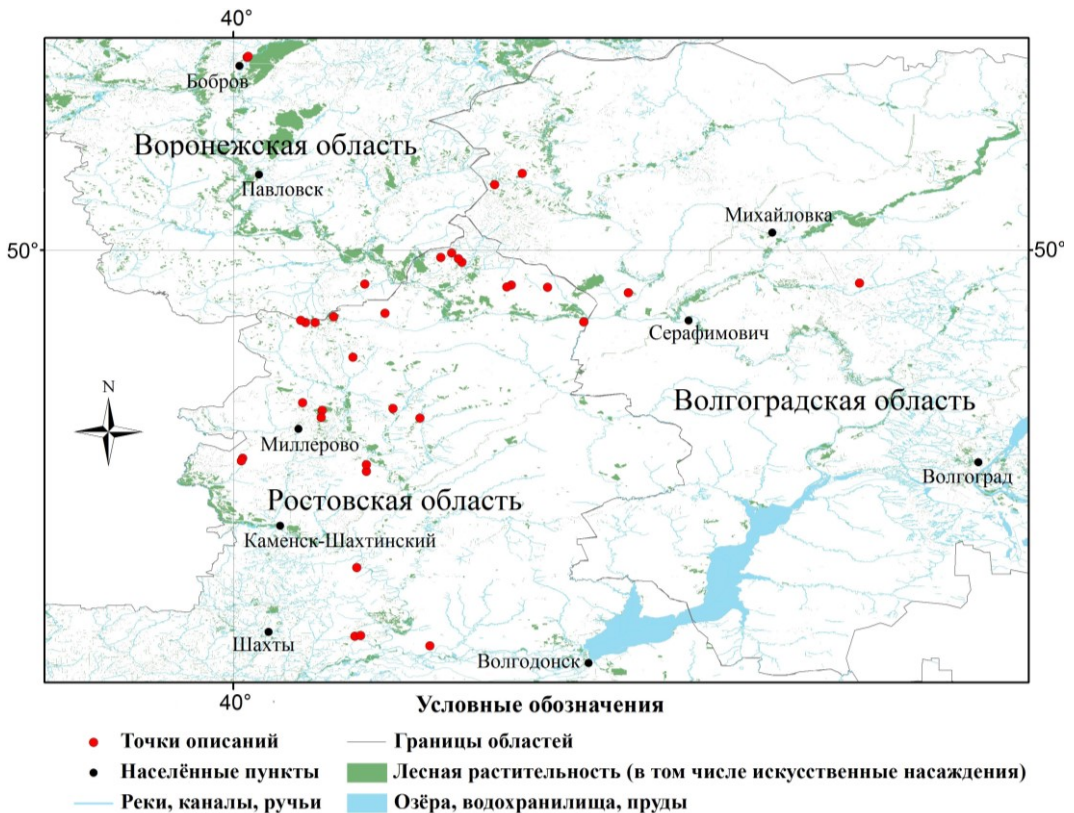 40°
Бобров
Воронежская область
Павловск
Михайловка
50°
50°
Серафимович
Волгоградская область
N
Миллерово
Волгоград
Ростовская область
Каменск-Шахтинский
Шахты
Волгодонск
40°
Условные обозначения
Точки описаний
Границы областей
Населённые пункты
Лесная растительность (в том числе искусственные насаждения)
Реки, каналы, ручьи
Озёра, водохранилища, пруды